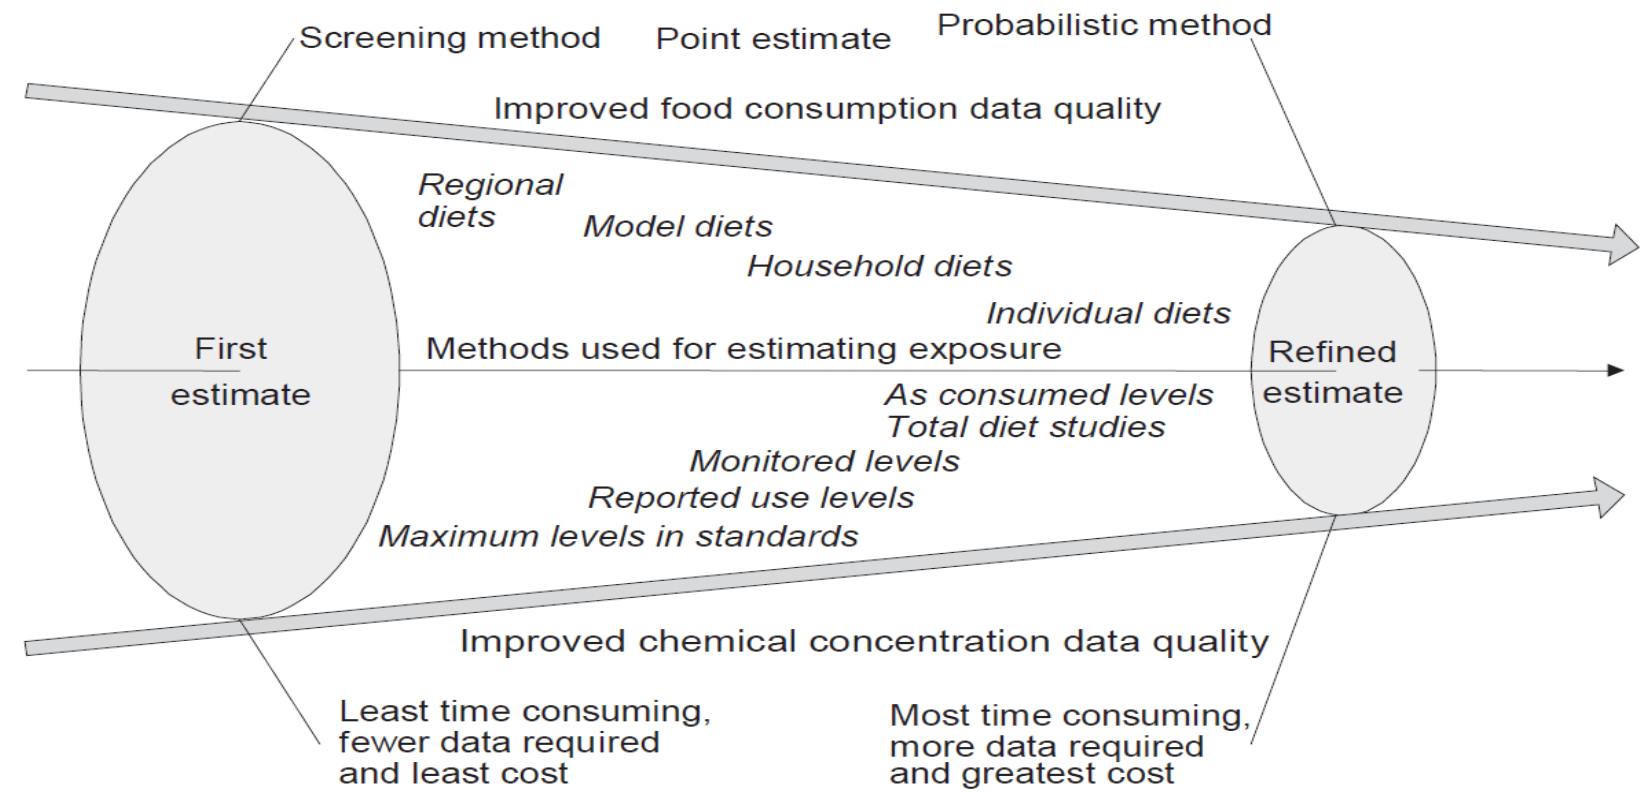 Screening method
Point estimate
Probabilistic method
Improved food consumption data quality
Regional
diets
Model diets
Household diets
Individual diets
First
estimate
Methods used for estimating exposure
Refined
estimate
As consumed levels
Total diet studies
Monitored levels
Reported use levels
Maximum levels in standards
Improved chemical concentration data quality
Least time consuming,
fewer data required
and least cost
Most time consuming,
more data required
and greatest cost